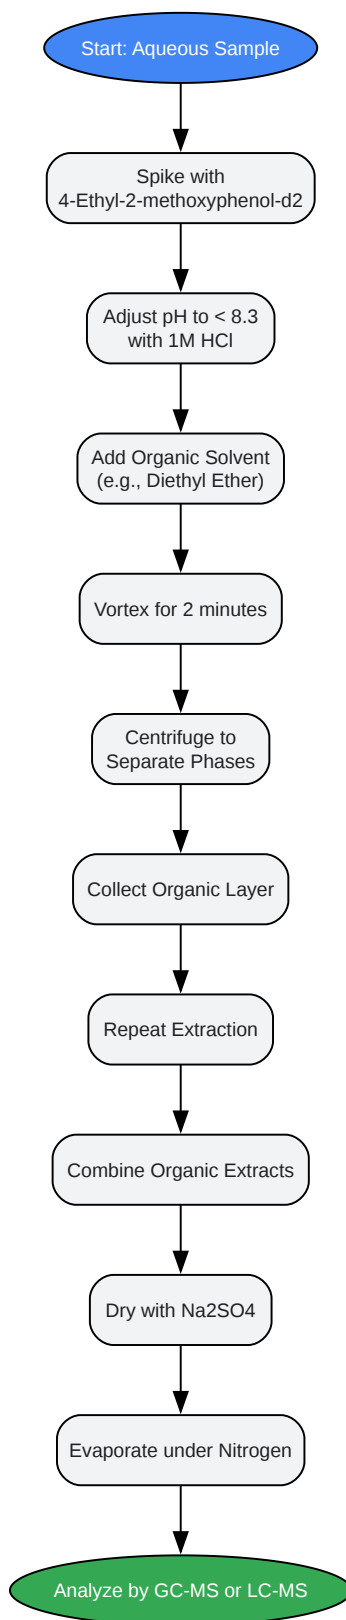 Start: Aqueous Sample
Spike with
4-Ethyl-2-methoxyphenol-d2
Adjust pH to < 8.3
with 1M HCl
Add Organic Solvent
(e.g., Diethyl Ether)
Vortex for 2 minutes
Centrifuge to
Separate Phases
Collect Organic Layer
Repeat Extraction
Combine Organic Extracts
Dry with Na2SO4
Evaporate under Nitrogen
Analyze by GC-MS or LC-MS